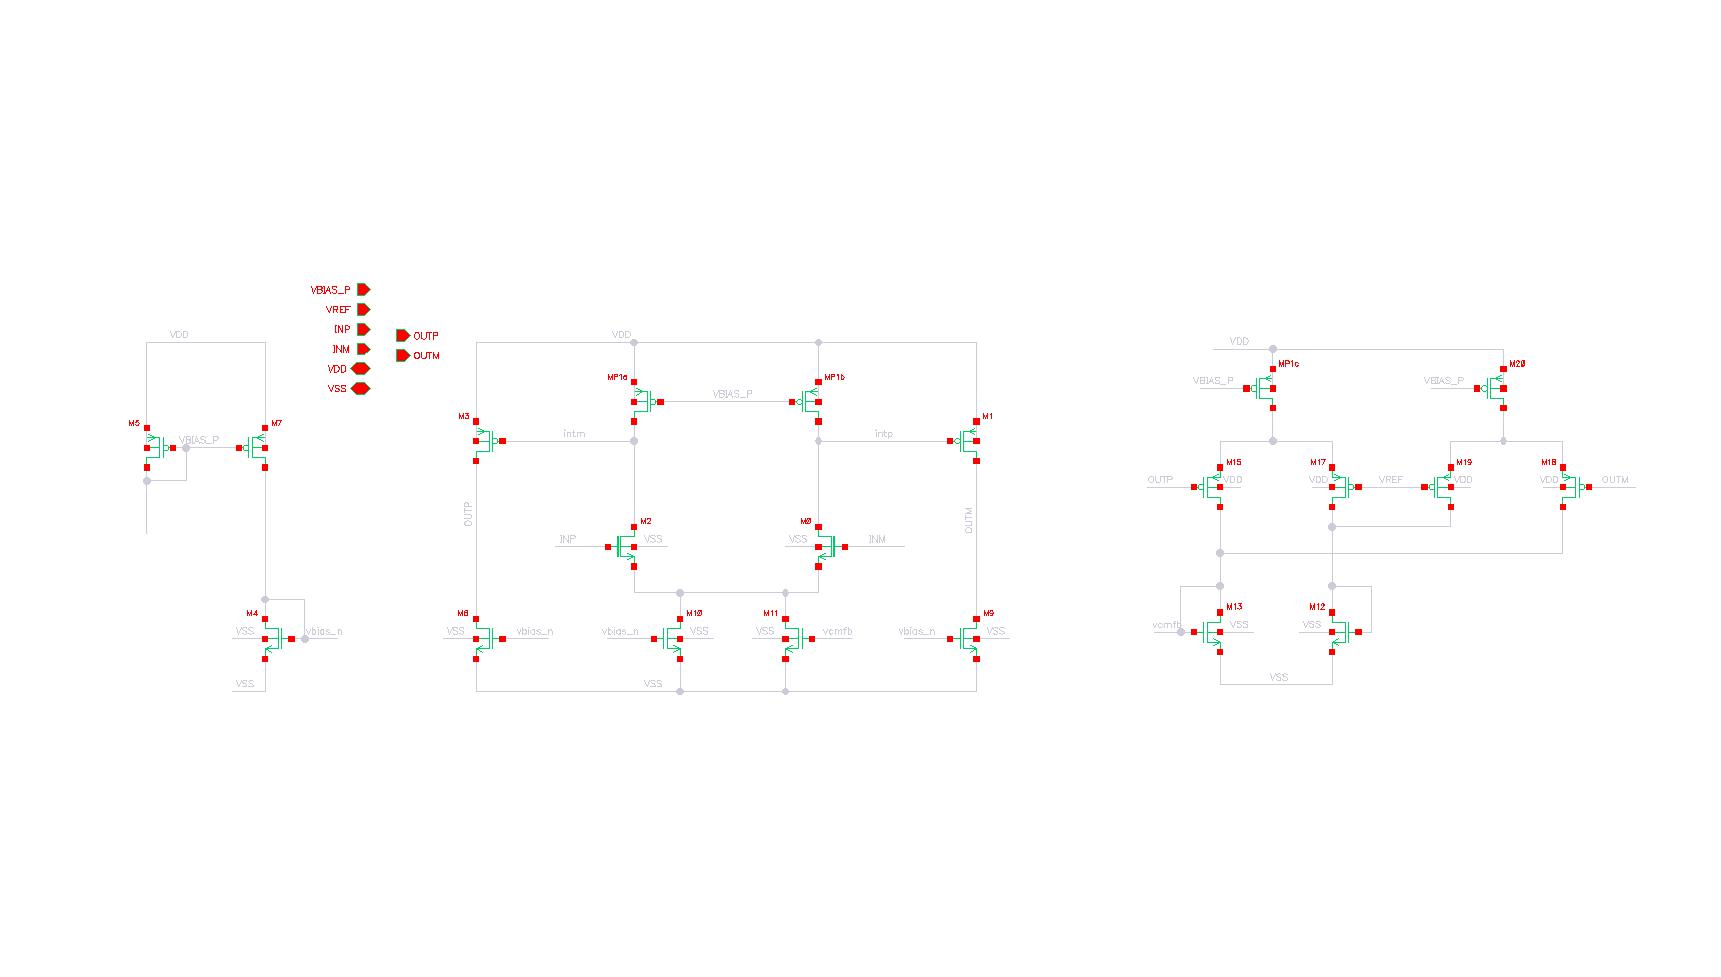 VBIAS_P
VREF
INP
INM
VDD
VSS
OUTP
OUTM
VDD
M7
VBIAS_P
M4
VSS
vbias_n
VSS
VDD
MP1a
MP1b
VBIAS_P
M3
M1
intm
intp
OUTP
OUTM
M2
M0
INP
VSS
VSS
INM
M10
M11
M9
VSS
vbias_n
vbias_n
VSS
VSS
vcmfb
vbias_n
VSS
VSS
VDD
MP1c
M20
VBIAS_P
VBIAS_P
M15
M17
M19
M18
OUTP
VDD
VDD
VREF
VDD
VDD
OUTM
M13
M12
vcmfb
VSS
VSS
VSS